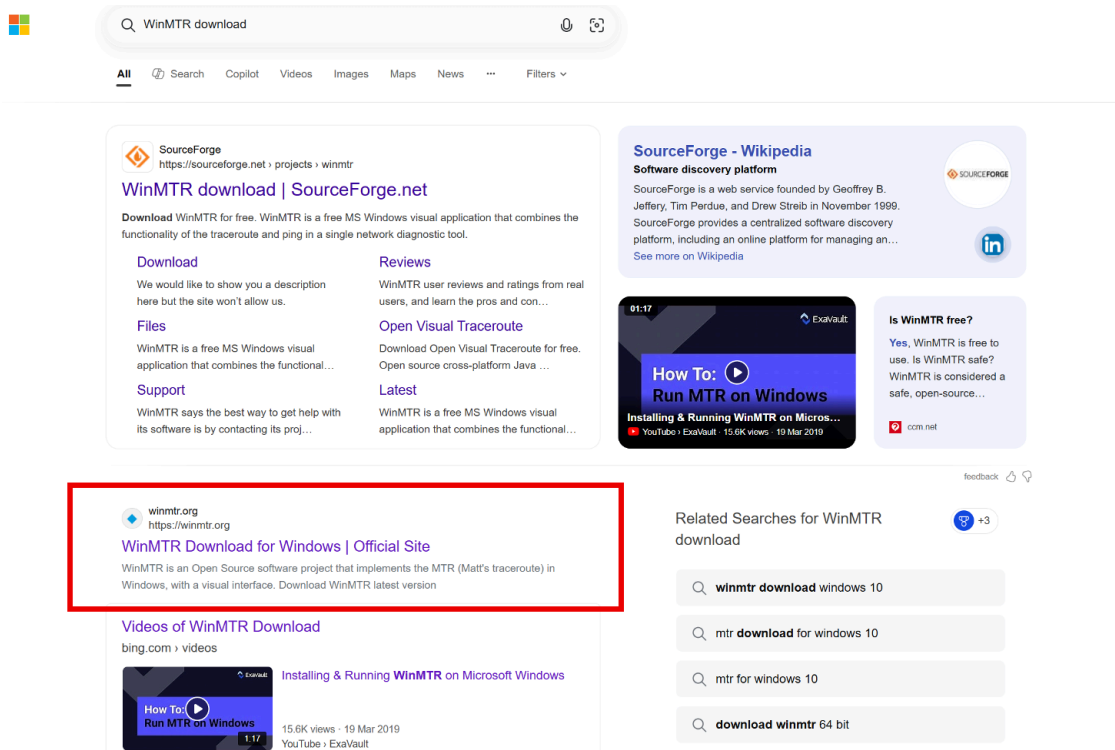 WinMTR download
All
Search
Copilot
Videos
Images
Maps
News
...
Filters
SourceForge
https://sourceforge.net › projects › winmtr
WinMTR download | SourceForge.net
Download WinMTR for free. WinMTR is a free MS Windows visual application that combines the
functionality of the traceroute and ping in a single network diagnostic tool.
Download
We would like to show you a description
here but the site won't allow us.
Reviews
WinMTR user reviews and ratings from real
users, and learn the pros and con…
Files
WinMTR is a free MS Windows visual
application that combines the functional…
Open Visual Traceroute
Download Open Visual Traceroute for free.
Open source cross-platform Java …
Support
WinMTR says the best way to get help with
its software is by contacting its proj…
Latest
WinMTR is a free MS Windows visual
application that combines the functional…
SourceForge - Wikipedia
Software discovery platform
SourceForge is a web service founded by Geoffrey B.
Jeffery, Tim Perdue, and Drew Streib in November 1999.
SourceForge provides a centralized software discovery
platform, including an online platform for managing an…
See more on Wikipedia
SOURCEFORGE
in
01:17
ExaVault
How To:
Run MTR on Windows
Installing & Running WinMTR on Micros…
YouTube › ExaVault · 15.6K views · 19 Mar 2019
Is WinMTR free?
Yes, WinMTR is free to
use. Is WinMTR safe?
WinMTR is considered a
safe, open-source…
ccm.net
feedback
winmtr.org
https://winmtr.org
WinMTR Download for Windows | Official Site
WinMTR is an Open Source software project that implements the MTR (Matt's traceroute) in
Windows, with a visual interface. Download WinMTR latest version
Videos of WinMTR Download
bing.com › videos
ExaVault
How To:
Run MTR on Windows
1:17
Installing & Running WinMTR on Microsoft Windows
15.6K views · 19 Mar 2019
YouTube › ExaVault
Related Searches for WinMTR
download
+3
winmtr download windows 10
mtr download for windows 10
mtr for windows 10
download winmtr 64 bit